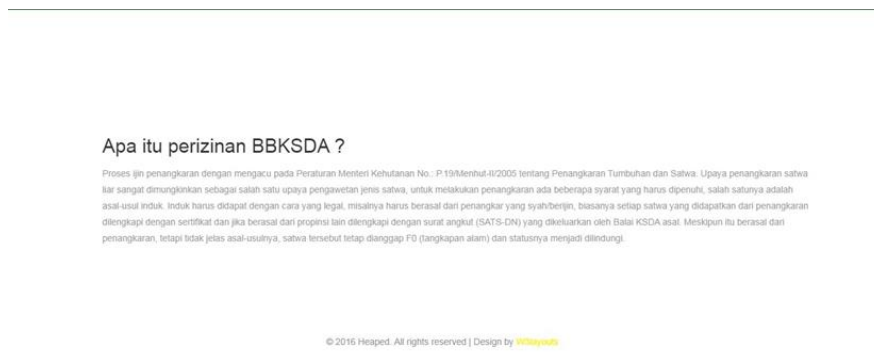 Apa itu perizinan BBKSDA ?
Proses ijin penangkaran dengan mengacu pada Peraturan Menteri Kehutanan No.: P.19/Menhut-II/2005 tentang Penangkaran Tumbuhan dan Satwa. Upaya penangkaran satwa
liar sangat dimungkinkan sebagai salah satu upaya pengawetan jenis satwa, untuk melakukan penangkaran ada beberapa syarat yang harus dipenuhi, salah satunya adalah
asal-usul induk. Induk harus didapat dengan cara yang legal, misalnya harus berasal dari penangkar yang syah/berijin, biasanya setiap satwa yang didapatkan dari penangkaran
dilengkapi dengan sertifikat dan jika berasal dari propinsi lain dilengkapi dengan surat angkut (SATS-DN) yang dikeluarkan oleh Balai KSDA asal. Meskipun itu berasal dari
penangkaran, tetapi tidak jelas asal-usulnya, satwa tersebut tetap dianggap F0 (tangkapan alam) dan statusnya menjadi dilindungi.
© 2016 Heaped. All rights reserved | Design by W3layouts